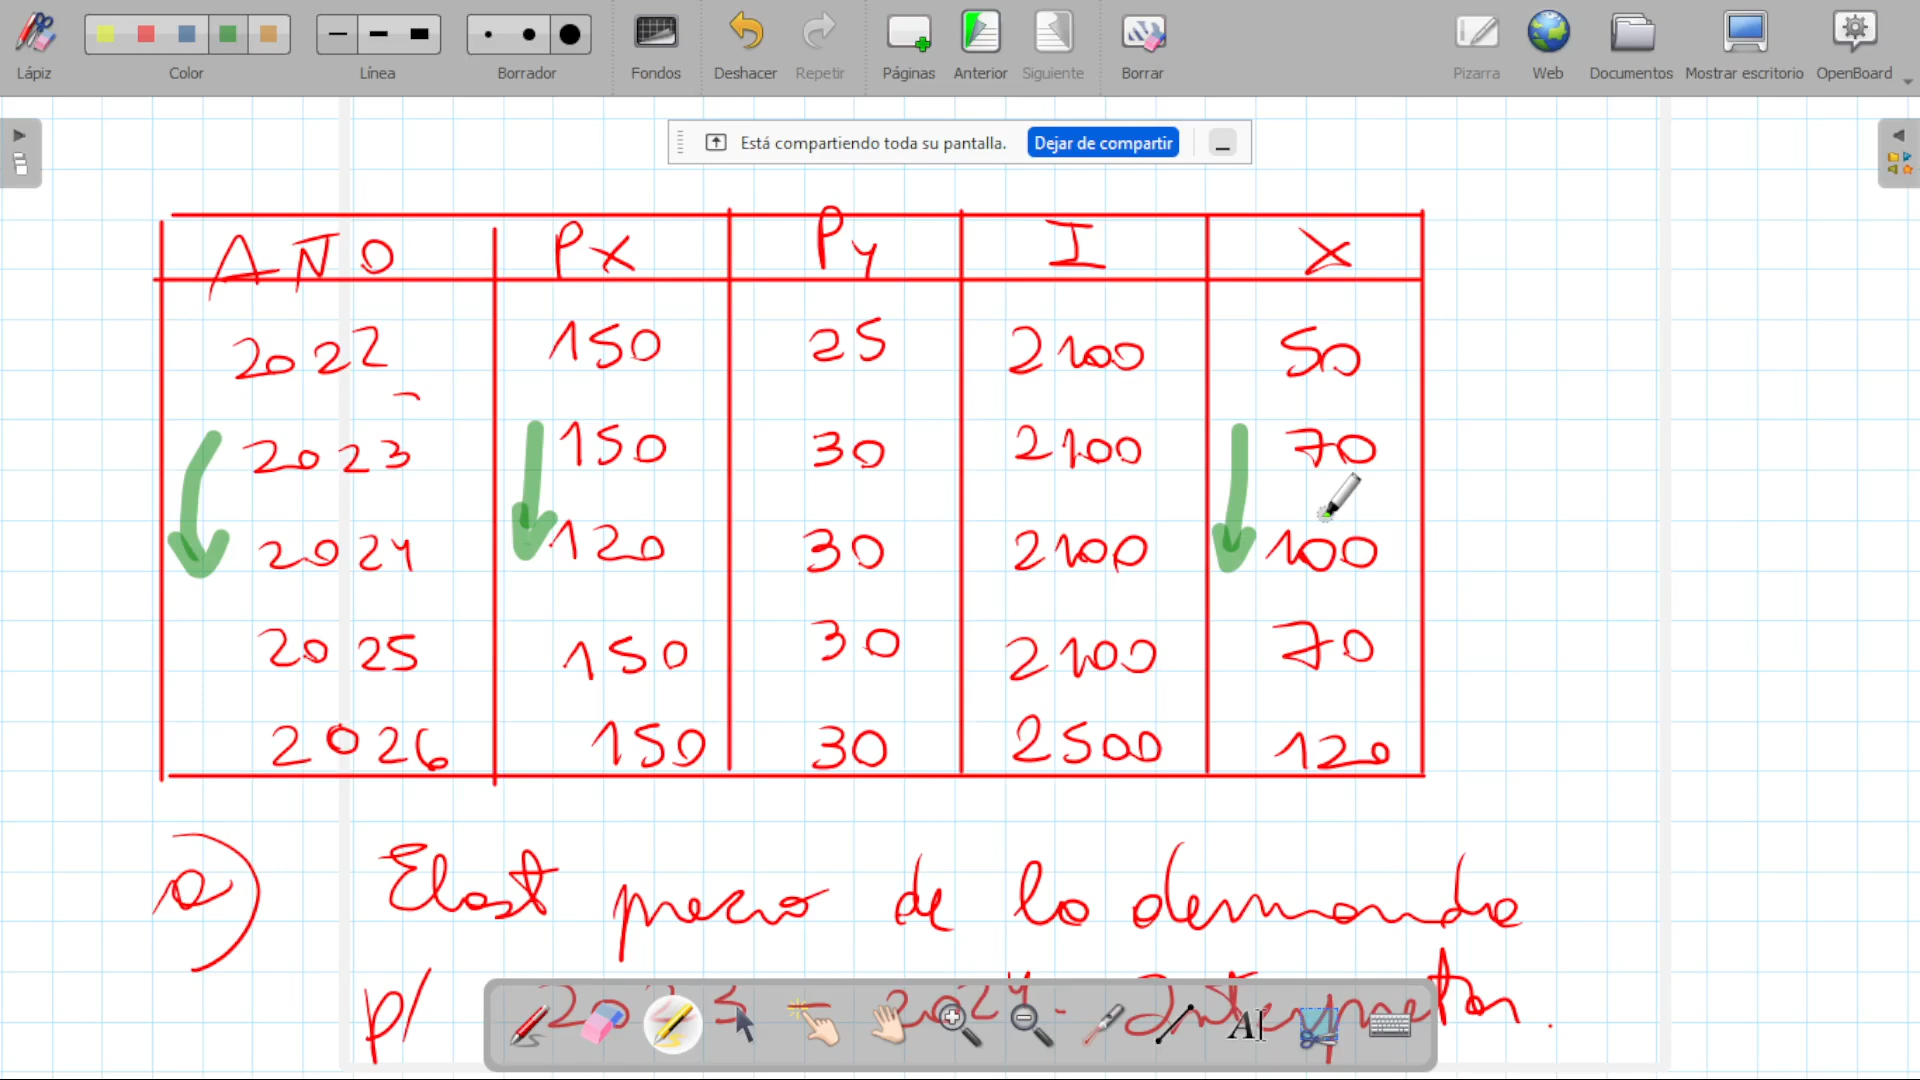 Lápiz Color Línea Borrador Fondos Deshacer Repetir Páginas Anterior Siguiente Borrar Pizarra Web Documentos Mostrar escritorio OpenBoard
Está compartiendo toda su pantalla. Dejar de compartir
AÑO PX Py I X
2022 150 25 2100 50
2023 150 30 2100 70
2024 120 30 2100 100
2025 150 30 2100 70
2026 150 30 2500 120
a) Elast precio de la demanda
p/ 2023 - 2024. Interpretar.
AI